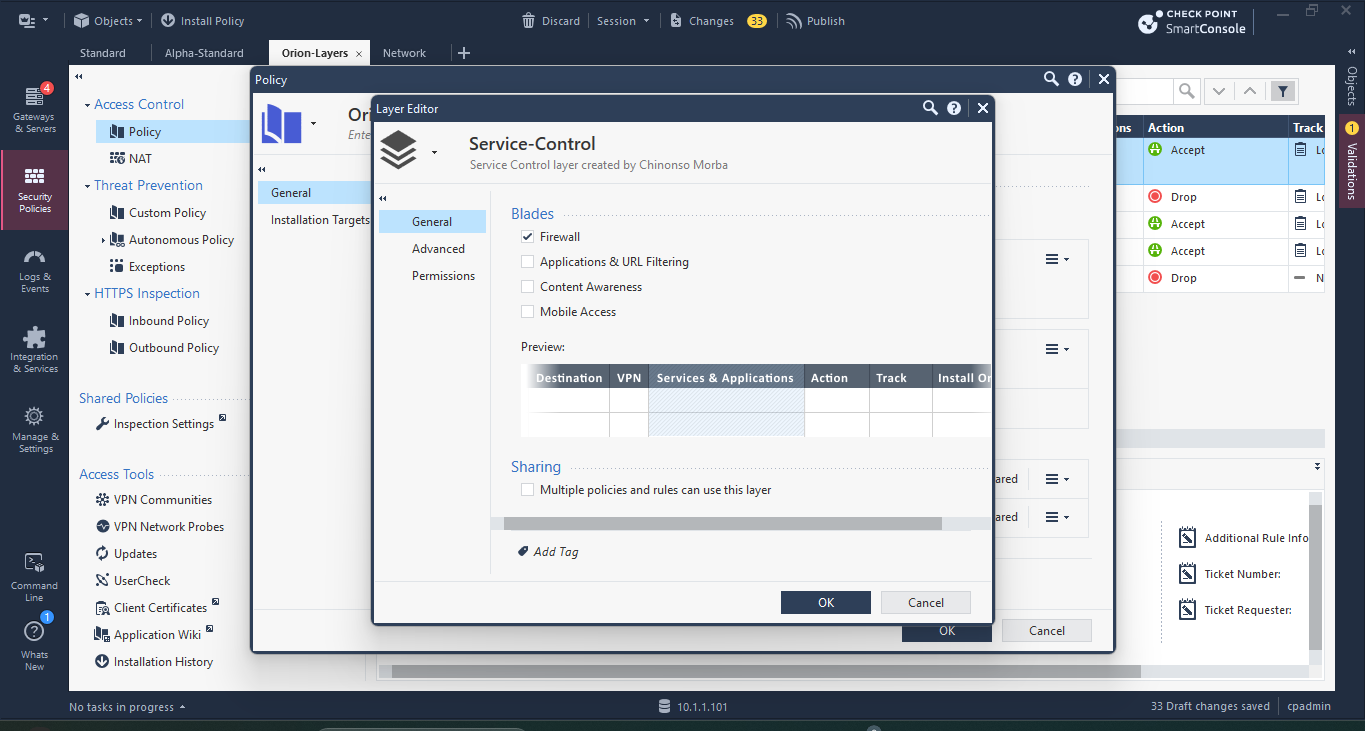 Objects
Install Policy
Discard
Session
Changes
33
Publish
CHECK POINT
SmartConsole
Standard
Alpha-Standard
Orion-Layers
Network
4
Gateways
& Servers
Security
Policies
Logs &
Events
Integration
& Services
Manage &
Settings
Command
Line
1
Whats
New
Access Control
Policy
NAT
Threat Prevention
Custom Policy
Autonomous Policy
Exceptions
HTTPS Inspection
Inbound Policy
Outbound Policy
Shared Policies
Inspection Settings
Access Tools
VPN Communities
VPN Network Probes
Updates
UserCheck
Client Certificates
Application Wiki
Installation History
Policy
General
Installation Targets
Layer Editor
Service-Control
Service Control layer created by Chinonso Morba
General
Advanced
Permissions
Blades
Firewall
Applications & URL Filtering
Content Awareness
Mobile Access
Preview:
Destination VPN Services & Applications Action Track Install On
Sharing
Multiple policies and rules can use this layer
Add Tag
OK Cancel
ared
ared
OK Cancel
ons Action Track
Accept
Drop
Accept
Accept
Drop
Additional Rule Info
Ticket Number:
Ticket Requester:
Objects
1
Validations
No tasks in progress
10.1.1.101
33 Draft changes saved
cpadmin